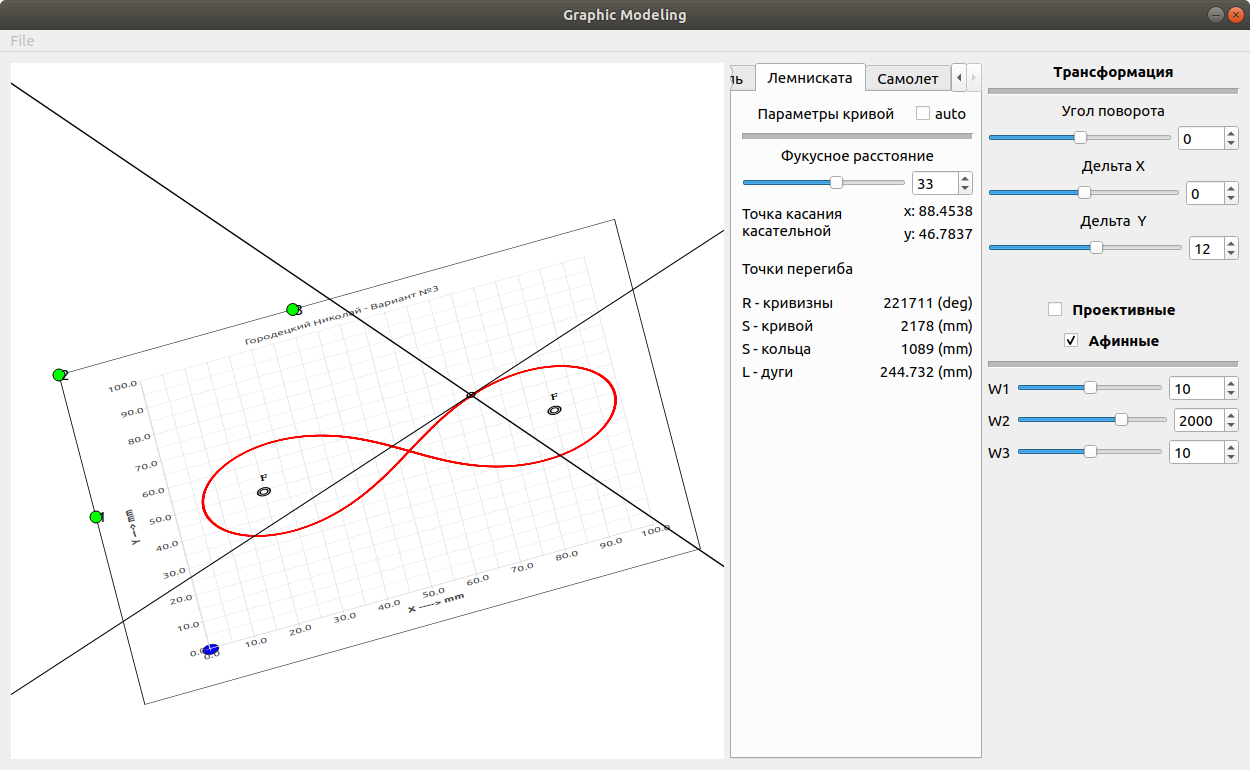 Graphic Modeling
File
3
Городецкий Николай - Вариант №3
2
100.0
90.0
80.0
70.0
60.0
50.0
40.0
30.0
20.0
10.0
0.0
F
F
1
Y ---> mm
0.0
10.0
20.0
30.0
40.0
50.0
60.0
70.0
80.0
90.0
100.0
X ----> mm
ль Лемниската Самолет
Параметры кривой auto
Фукусное расстояние
33
Точка касания x: 88.4538
касательной y: 46.7837
Точки перегиба
R - кривизны 221711 (deg)
S - кривой 2178 (mm)
S - кольца 1089 (mm)
L - дуги 244.732 (mm)
Трансформация
Угол поворота
0
Дельта X
0
Дельта Y
12
Проективные
Афинные
W1 10
W2 2000
W3 10